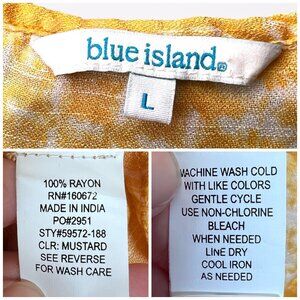 blue island®
L
100% RAYON
RN#160672
MADE IN INDIA
PO#2951
STY#59572-188
CLR: MUSTARD
SEE REVERSE
FOR WASH CARE
MACHINE WASH COLD
WITH LIKE COLORS
GENTLE CYCLE
USE NON-CHLORINE
BLEACH
WHEN NEEDED
LINE DRY
COOL IRON
AS NEEDED